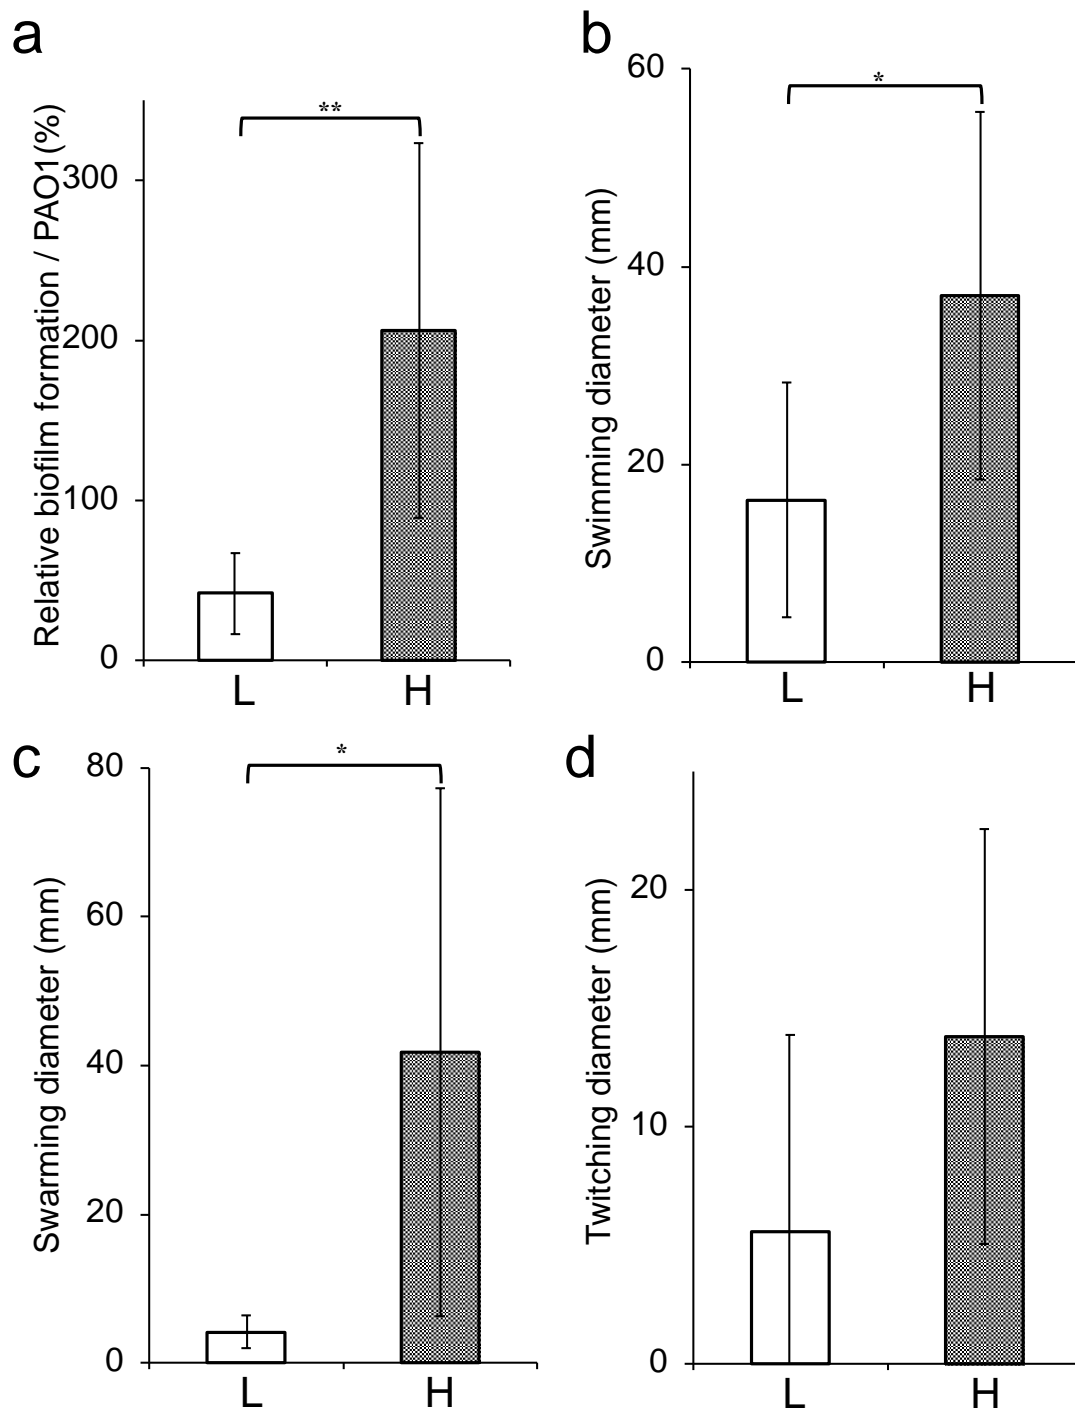 a
Relative biofilm formation / PAO1(%)
300
200
100
0
**
L
H
b
Swimming diameter (mm)
60
40
20
0
*
L
H
c
Swarming diameter (mm)
80
60
40
20
0
*
L
H
d
Twitching diameter (mm)
20
10
0
L
H